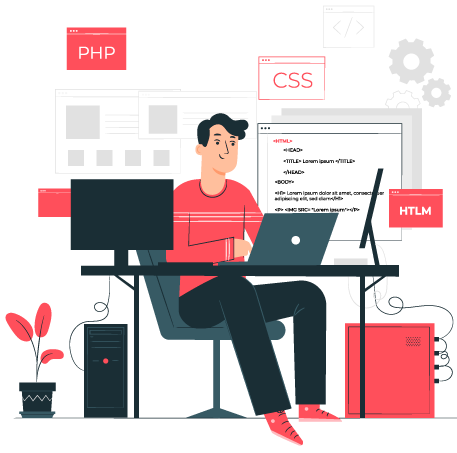 PHP
</>
CSS
<HTML>
<HEAD>
<TITLE> Lorem ipsum </TITLE>
</HEAD>
<BODY>
<H1> Lorem ipsum dolor sit amet, consectetuer
adipiscing elit, sed diam</H1>
<P> <IMG SRC= "Lorem ipsum"></P>
HTLM